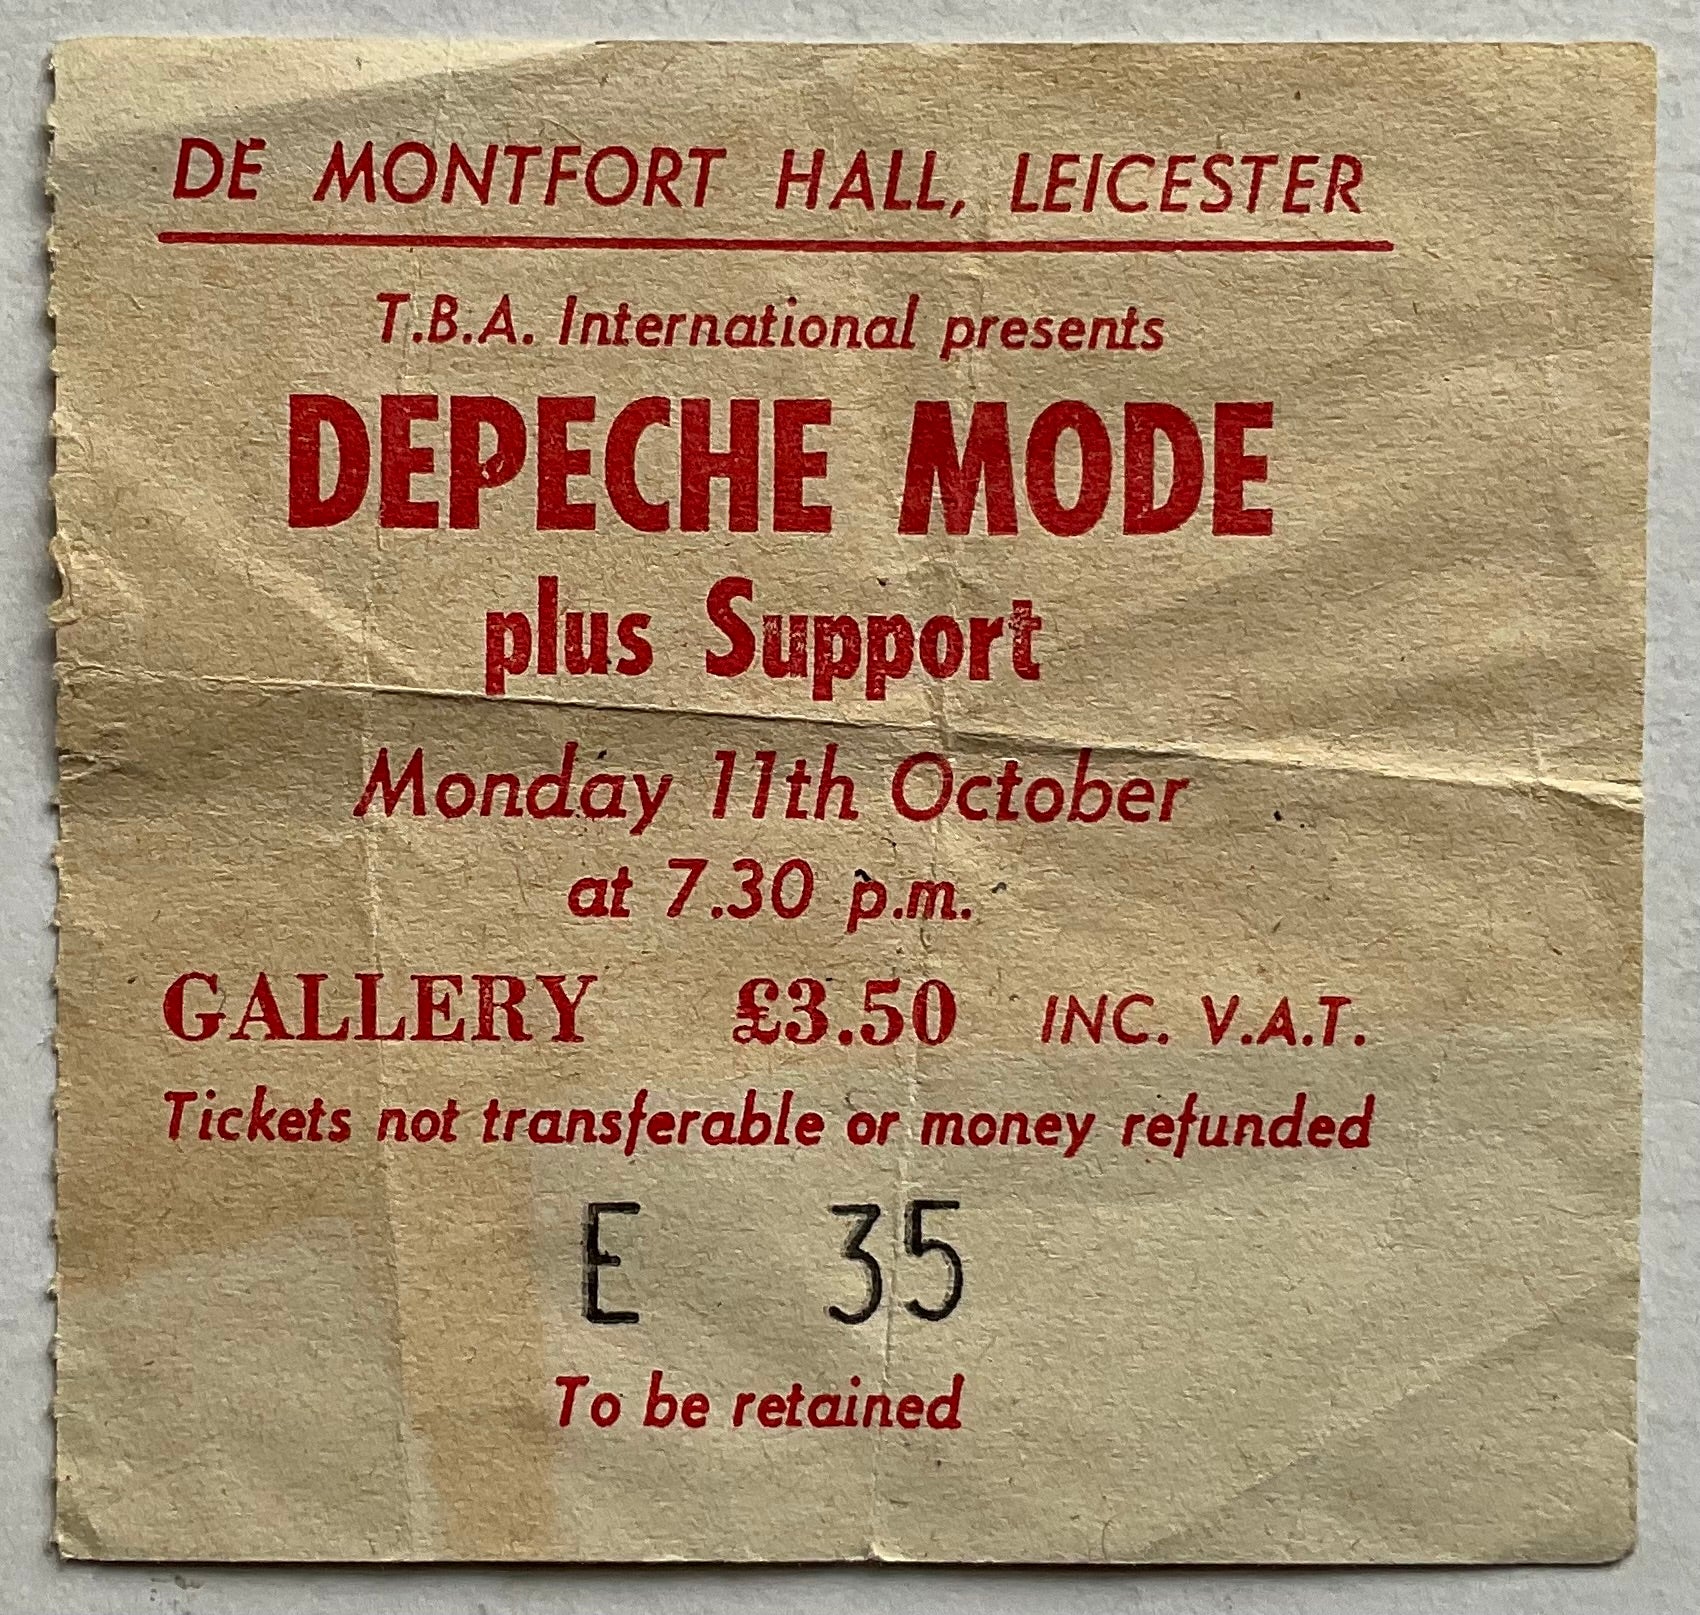 DE MONTFORT HALL, LEICESTER
T.B.A. International presents
DEPECHE MODE
plus Support
Monday 11th October
at 7.30 p.m.
GALLERY £3.50 INC. V.A.T.
Tickets not transferable or money refunded
E 35
To be retained